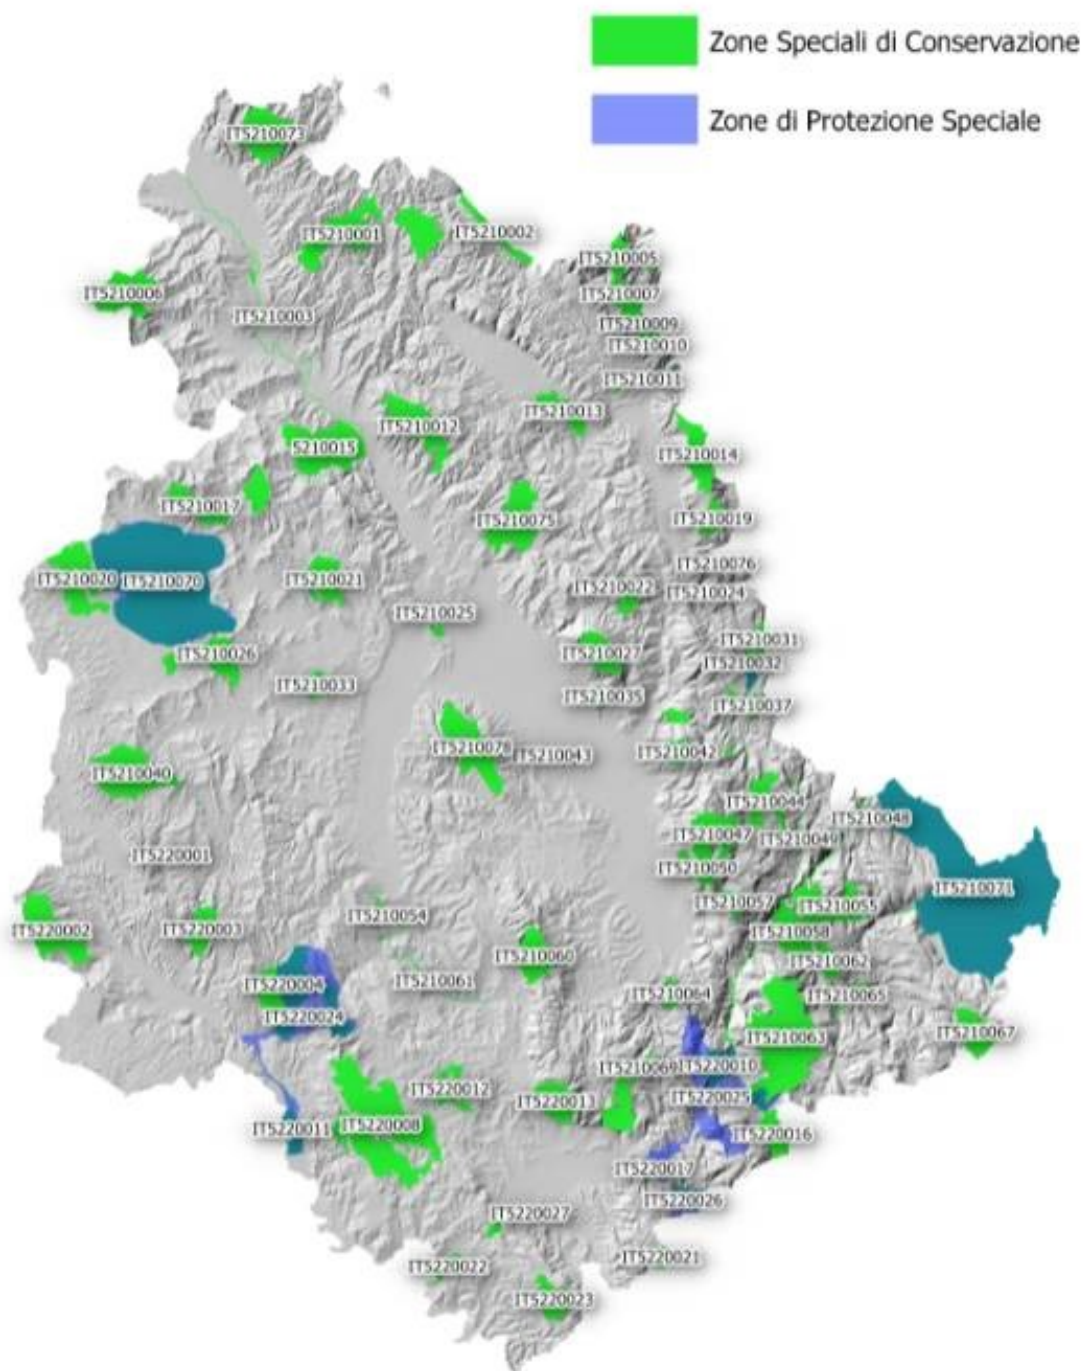 Zone Speciali di Conservazione
Zone di Protezione Speciale
IT5210073
IT5210001
IT5210002
IT5210005
IT5210006
IT5210007
IT5210003
IT5210009
IT5210010
IT5210011
IT5210013
IT5210012
5210015
IT5210014
IT5210017
IT5210075
IT5210019
IT5210076
IT5210020
IT5210070
IT5210021
IT5210022
IT5210024
IT5210025
IT5210031
IT5210026
IT5210027
IT5210032
IT5210033
IT5210035
IT5210037
IT5210078
IT5210043
IT5210042
IT5210040
IT5210044
IT5210048
IT5210047
IT5210049
IT5220001
IT5210050
IT5210071
IT5210057
IT5210055
IT5210054
IT5220002
IT5220003
IT5210058
IT5210060
IT5210062
IT5220004
IT5210061
IT5210064
IT5210065
IT5220024
IT5210063
IT5210067
IT5210069
IT5220010
IT5220012
IT5220013
IT5220025
IT5220011
IT5220008
IT5220016
IT5220017
IT5220026
IT5220027
IT5220022
IT5220021
IT5220023